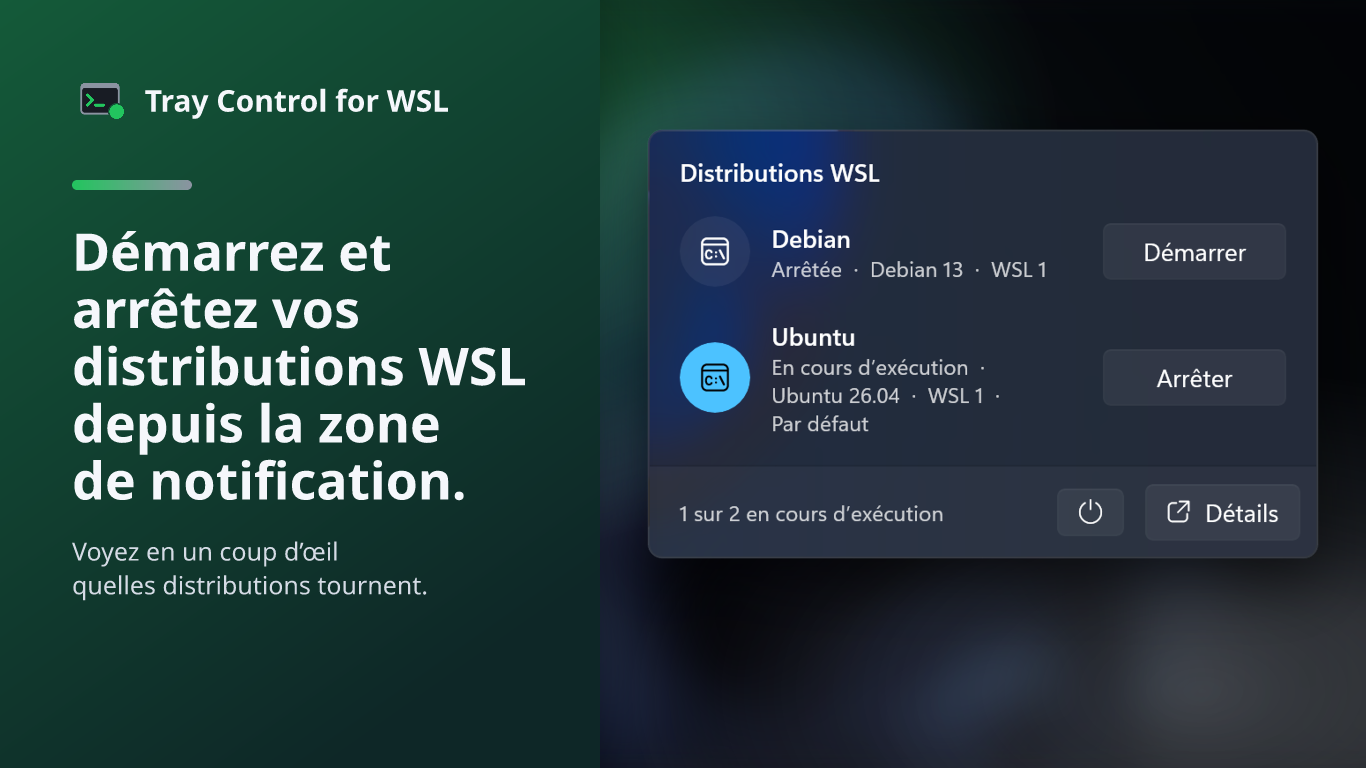 Tray Control for WSL
Démarrez et
arrêtez vos
distributions WSL
depuis la zone
de notification.
Voyez en un coup d’œil
quelles distributions tournent.
Distributions WSL
C:\
Debian
Arrêtée · Debian 13 · WSL 1
Démarrer
C:\
Ubuntu
En cours d’exécution ·
Ubuntu 26.04 · WSL 1 ·
Par défaut
Arrêter
1 sur 2 en cours d’exécution
Détails